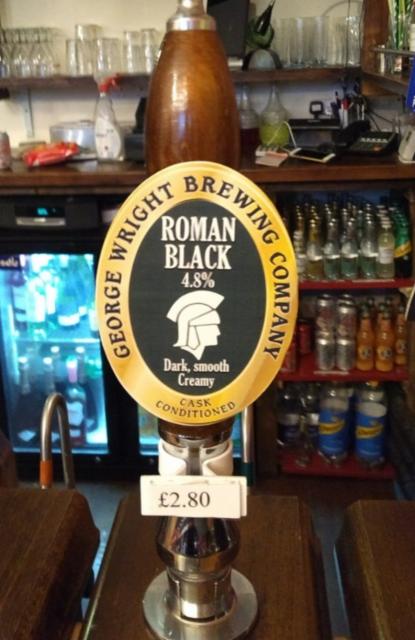 GEORGE WRIGHT BREWING COMPANY
ROMAN
BLACK
4.8%
Dark, smooth
Creamy
CASK
CONDITIONED
£2.80